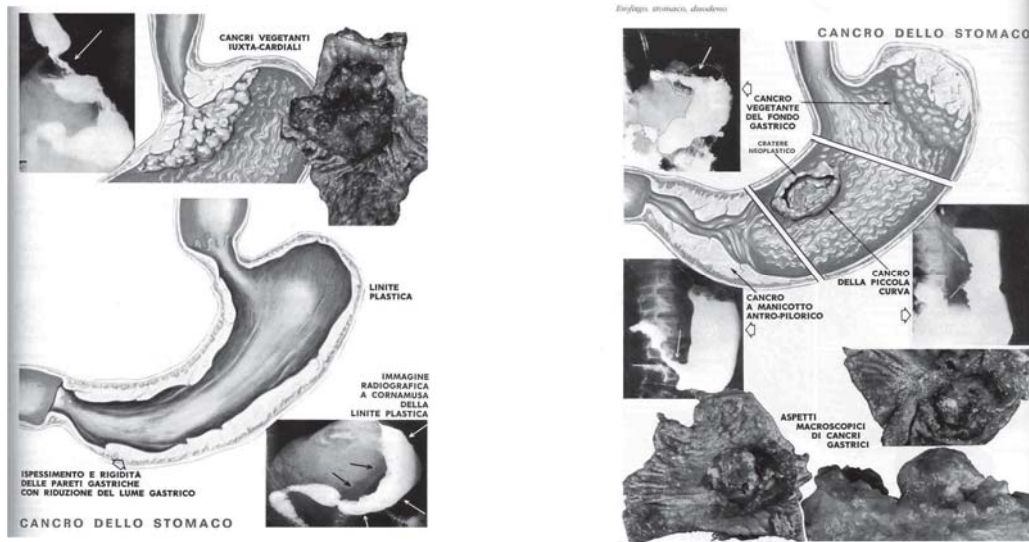 CANCRI VEGETANTI
IUXTA-CARDIALI
LINITE
PLASTICA
IMMAGINE
RADIOGRAFICA
A CORNAMUSA
DELLA
LINITE PLASTICA
ISPESSIMENTO E RIGIDITÀ
DELLE PARETI GASTRICHE
CON RIDUZIONE DEL LUME GASTRICO
CANCRO DELLO STOMACO
Esofago, stomaco, duodeno
CANCRO DELLO STOMACO
CANCRO
VEGETANTE
DEL FONDO
GASTRICO
CRATERE
NEOPLASTICO
CANCRO
DELLA PICCOLA
CURVA
CANCRO
A MANICOTTO
ANTRO-PILORICO
ASPETTI
MACROSCOPICI
DI CANCRI
GASTRICI